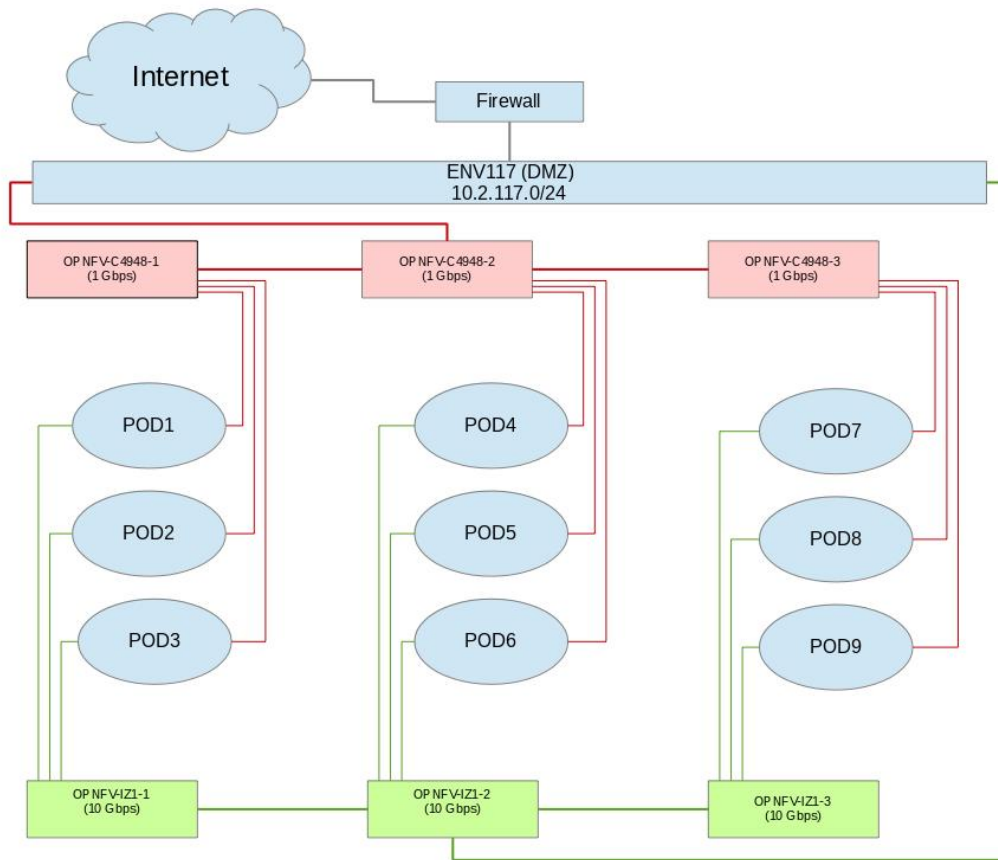 Internet
Firewall
ENV117 (DMZ)
10.2.117.0/24
OPNFV-C4948-1
(1 Gbps)
OPNFV-C4948-2
(1 Gbps)
OPNFV-C4948-3
(1 Gbps)
POD1
POD4
POD7
POD2
POD5
POD8
POD3
POD6
POD9
OPNFV-IZ1-1
(10 Gbps)
OPNFV-IZ1-2
(10 Gbps)
OPNFV-IZ1-3
(10 Gbps)